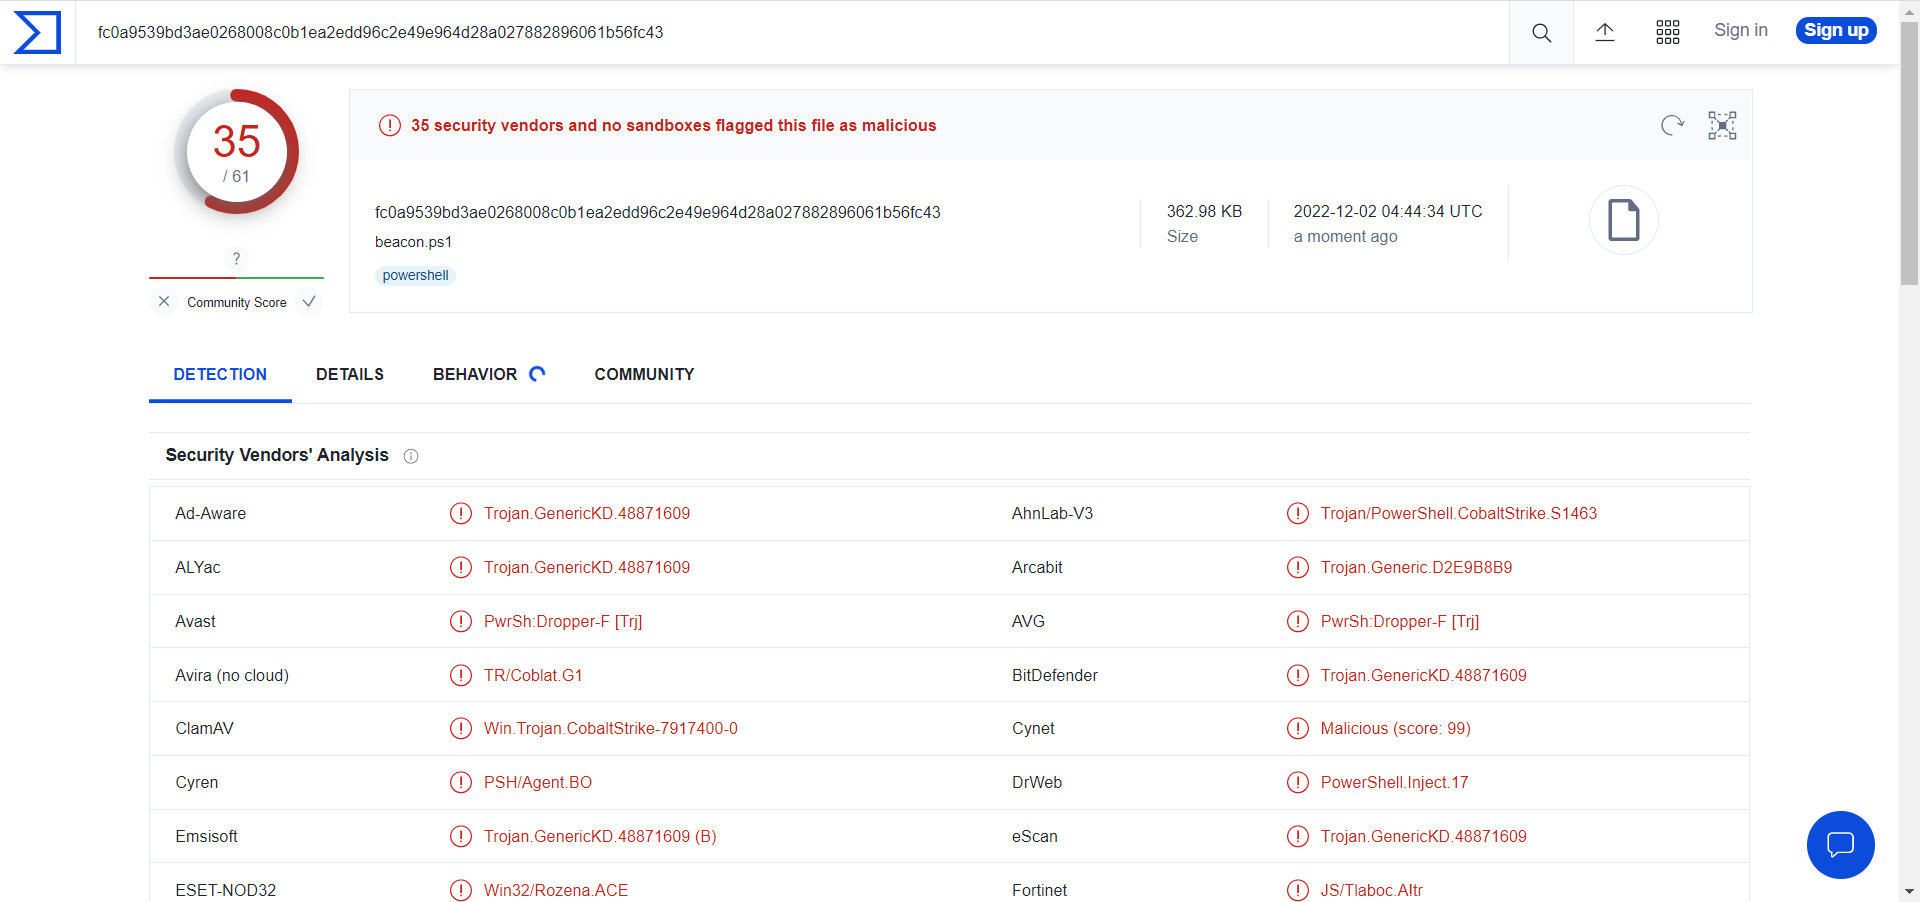 fc0a9539bd3ae0268008c0b1ea2edd96c2e49e964d28a027882896061b56fc43
Sign in
Sign up
35
/ 61
?
Community Score
35 security vendors and no sandboxes flagged this file as malicious
fc0a9539bd3ae0268008c0b1ea2edd96c2e49e964d28a027882896061b56fc43
beacon.ps1
powershell
362.98 KB
Size
2022-12-02 04:44:34 UTC
a moment ago
DETECTION
DETAILS
BEHAVIOR
COMMUNITY
Security Vendors' Analysis
Ad-Aware Trojan.GenericKD.48871609 AhnLab-V3 Trojan/PowerShell.CobaltStrike.S1463
ALYac Trojan.GenericKD.48871609 Arcabit Trojan.Generic.D2E9B8B9
Avast PwrSh:Dropper-F [Trj] AVG PwrSh:Dropper-F [Trj]
Avira (no cloud) TR/Coblat.G1 BitDefender Trojan.GenericKD.48871609
ClamAV Win.Trojan.CobaltStrike-7917400-0 Cynet Malicious (score: 99)
Cyren PSH/Agent.BO DrWeb PowerShell.Inject.17
Emsisoft Trojan.GenericKD.48871609 (B) eScan Trojan.GenericKD.48871609
ESET-NOD32 Win32/Rozena.ACE Fortinet JS/Tlaboc.A!tr